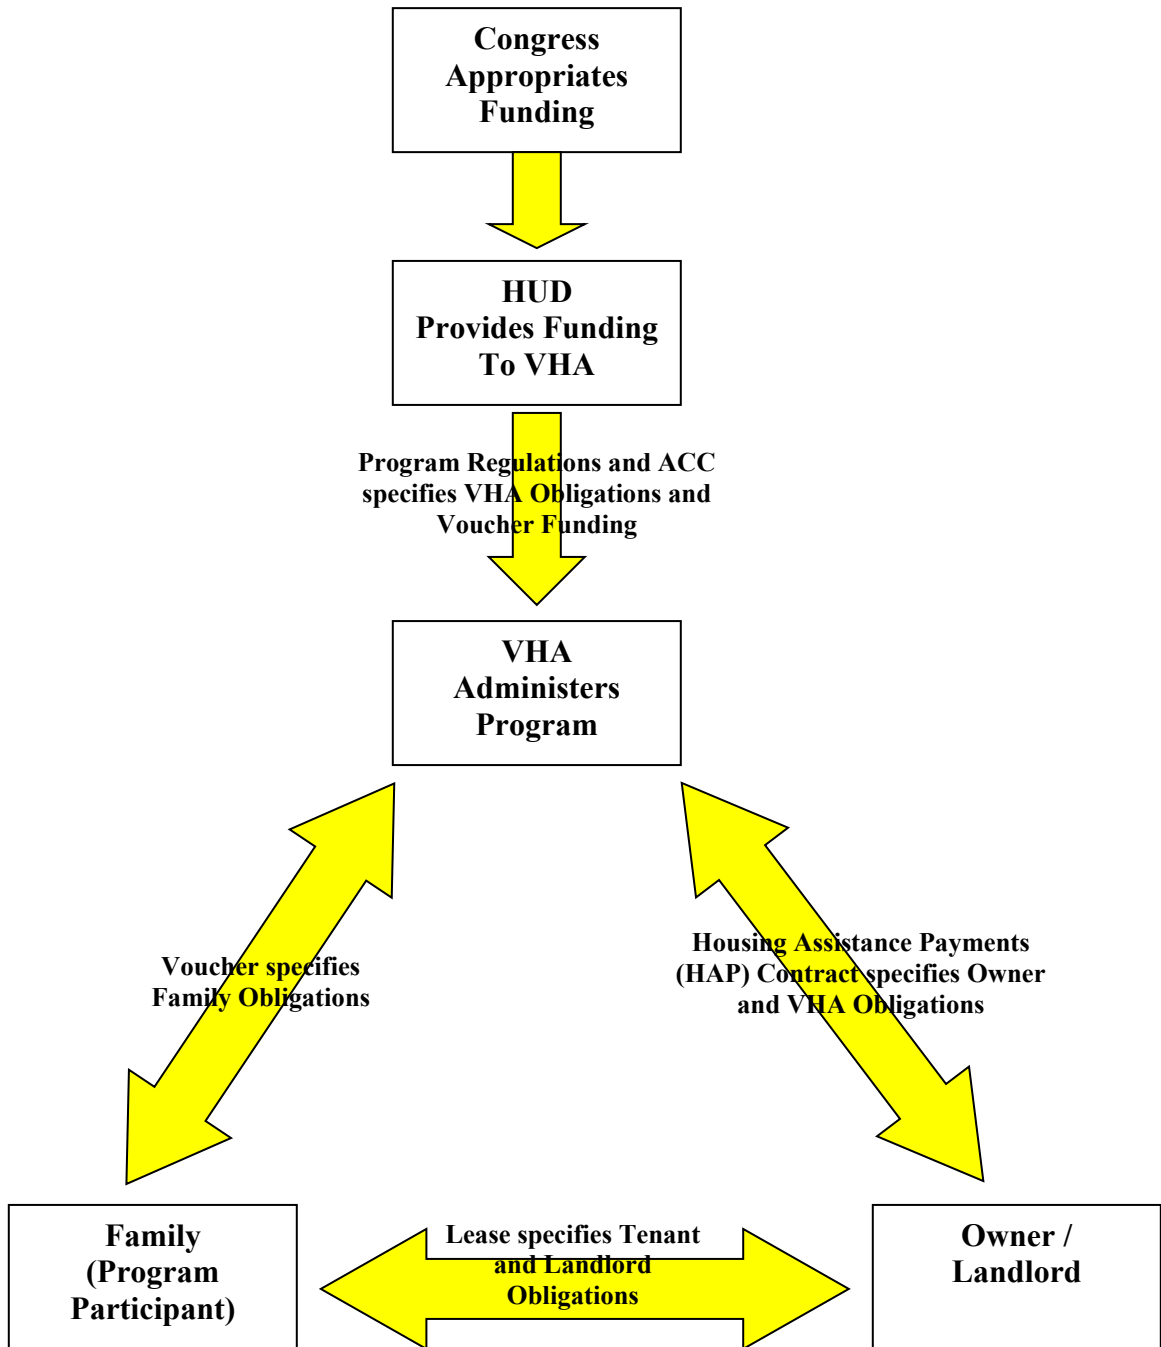 Congress
Appropriates
Funding
HUD
Provides Funding
To VHA
Program Regulations and ACC
specifies VHA Obligations and
Voucher Funding
VHA
Administers
Program
Voucher specifies
Family Obligations
Housing Assistance Payments
(HAP) Contract specifies Owner
and VHA Obligations
Family
(Program
Participant)
Lease specifies Tenant
and Landlord
Obligations
Owner /
Landlord